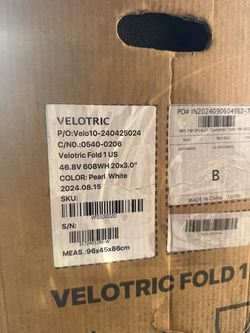 VELOTRIC
P/O:Velo10-240425024
C/NO.:0540-0206
Velotric Fold 1 US
46.8V 608WH 20x3.0"
COLOR: Pearl White
2024.08.15
SKU:
S/N:
MEAS.:96x45x86cm
PO# IN2024090604562-7
B
MADE IN China
VELOTRIC FOLD 1